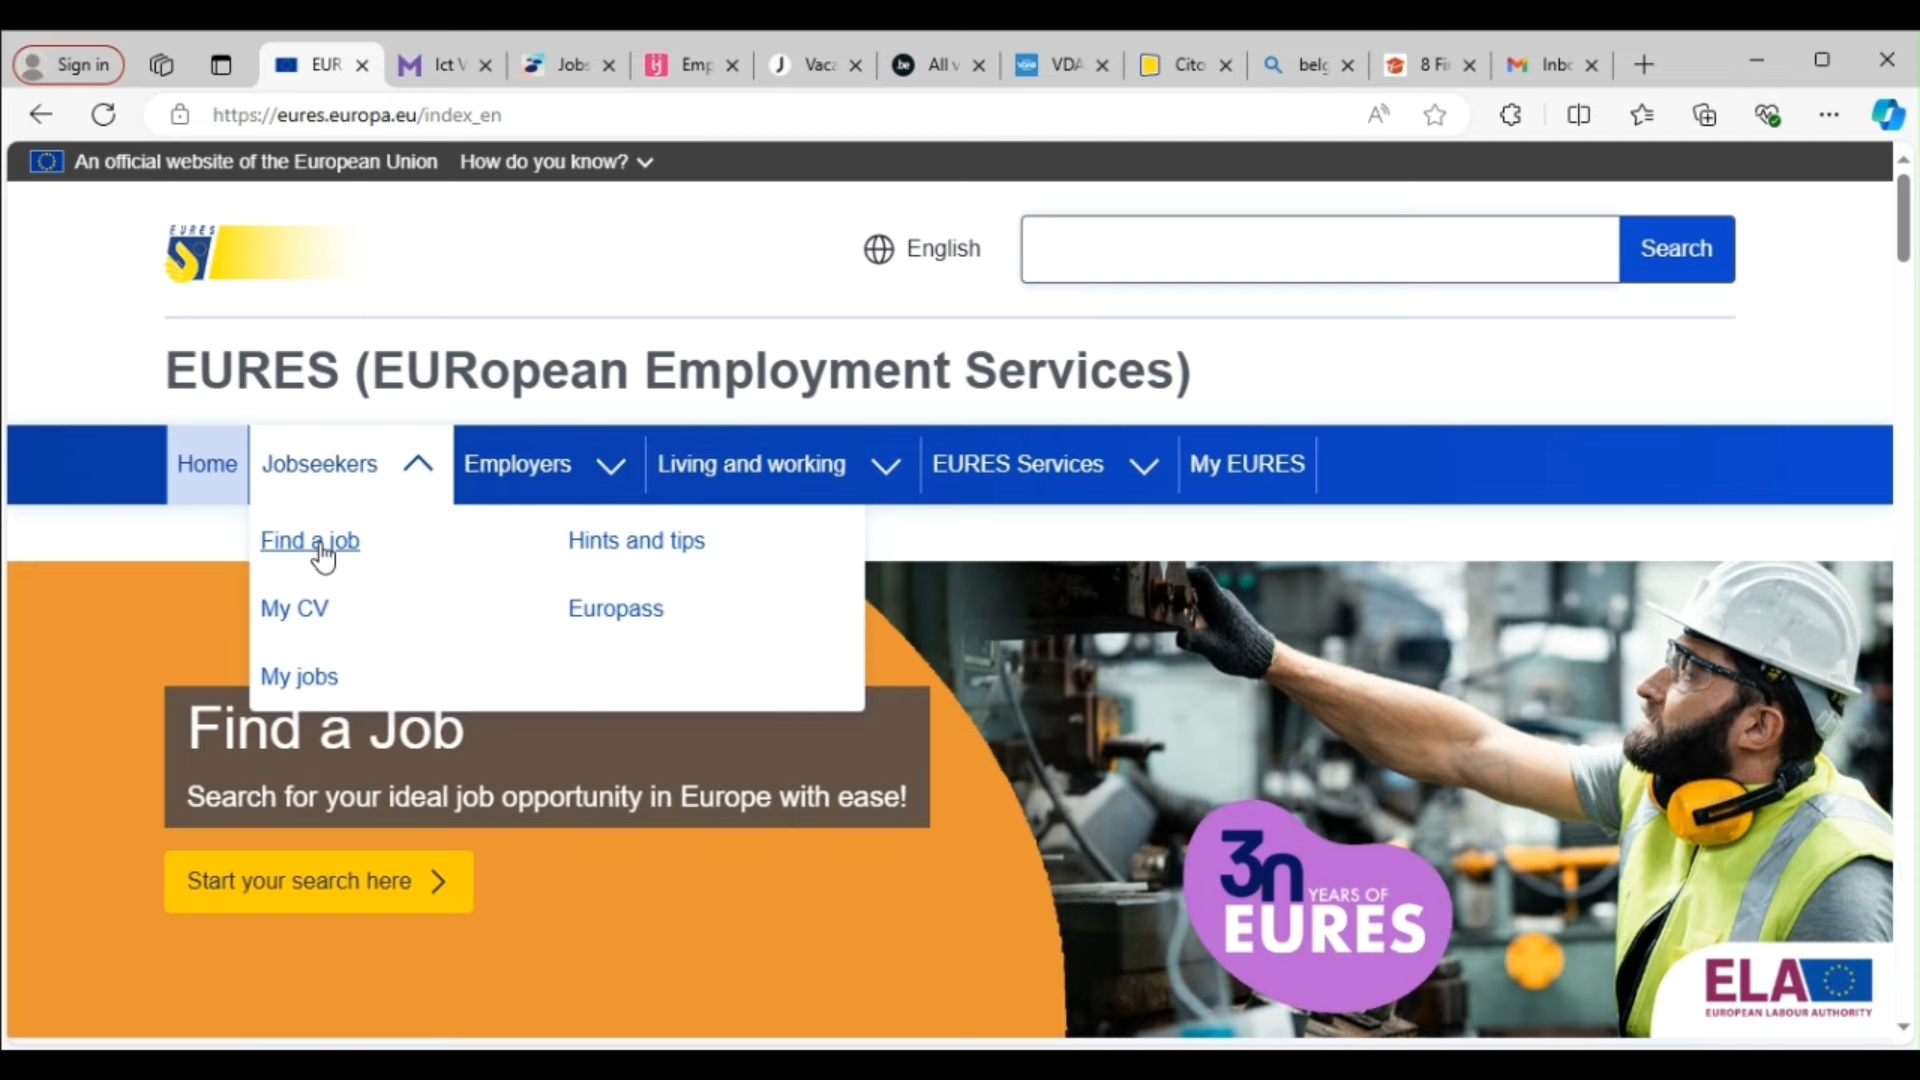 Sign in
EUR
Ict V
Jobs
Emp
Vaca
All v
VDA
Cito
belg
8 Fi
Inbo
https://eures.europa.eu/index_en
An official website of the European Union How do you know?
EURES
English
Search
EURES (EURopean Employment Services)
Home
Jobseekers
Employers
Living and working
EURES Services
My EURES
Find a job
Hints and tips
My CV
Europass
My jobs
Find a Job
Search for your ideal job opportunity in Europe with ease!
Start your search here
30
YEARS OF
EURES
ELA
EUROPEAN LABOUR AUTHORITY